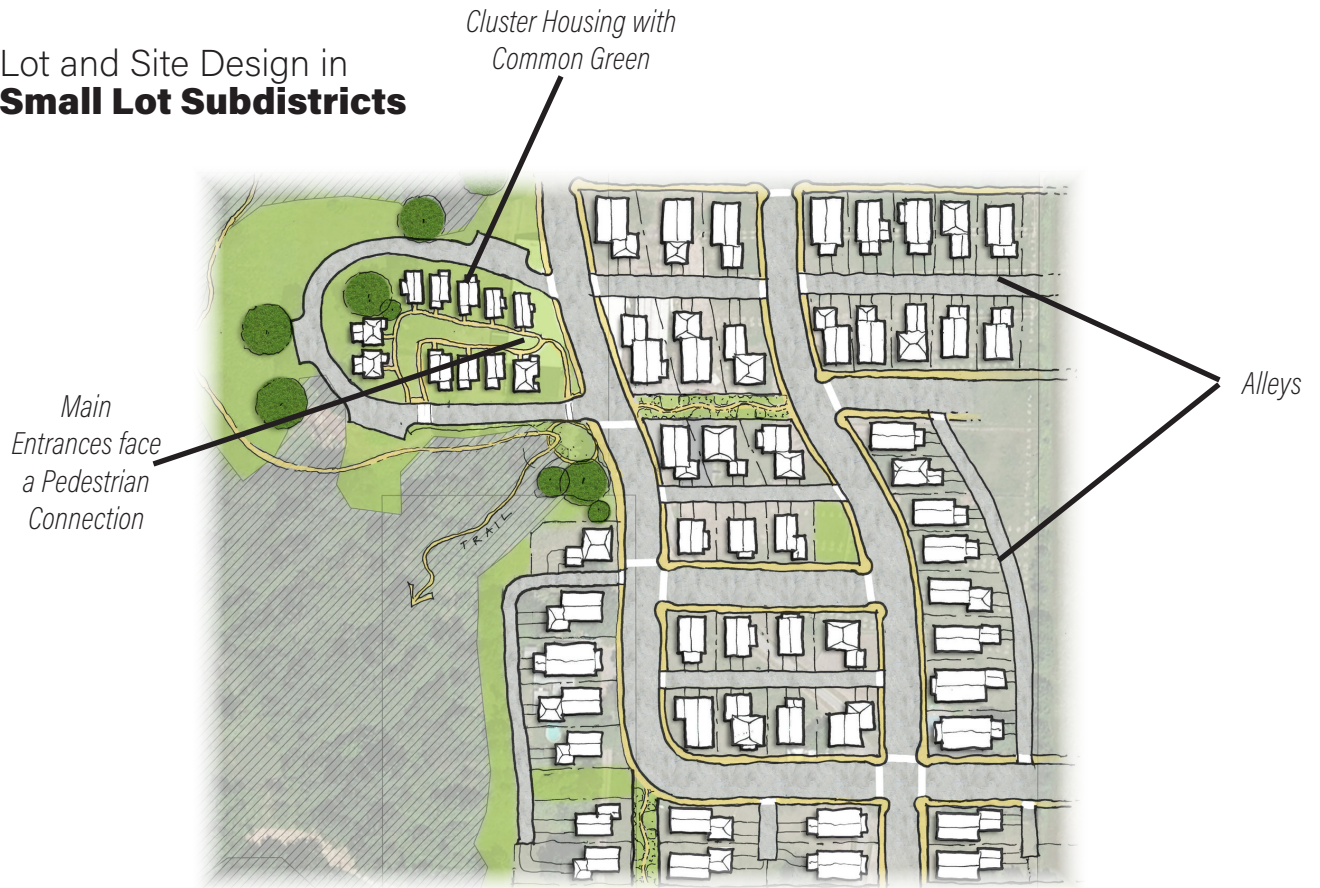 Lot and Site Design in
Small Lot Subdistricts
Cluster Housing with
Common Green
Main
Entrances face
a Pedestrian
Connection
Alleys
TRAIL